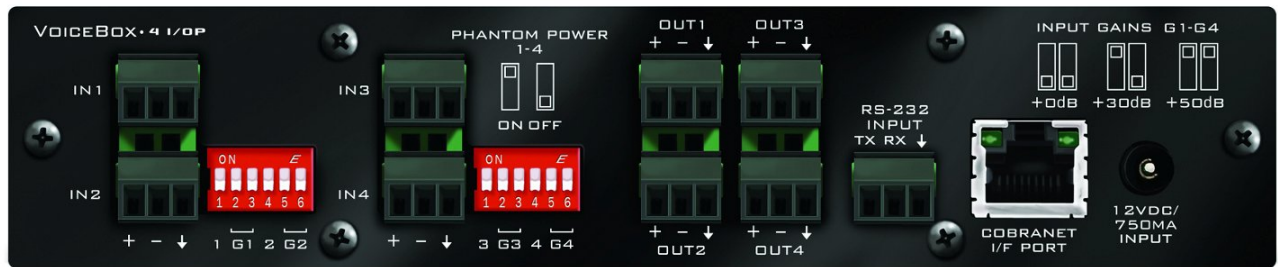 VOICEBOX • 4 I/OP
IN1
IN2
+ - ↓
ON E
1 2 3 4 5 6
1 G1 2 G2
PHANTOM POWER
1-4
ON OFF
IN3
IN4
+ - ↓
ON E
1 2 3 4 5 6
3 G3 4 G4
OUT1 OUT3
+ - ↓ + - ↓
+ - ↓ + - ↓
OUT2 OUT4
RS-232
INPUT
TX RX ↓
INPUT GAINS G1-G4
+0dB +30dB +50dB
COBRANET
I/F PORT
12VDC/
750MA
INPUT